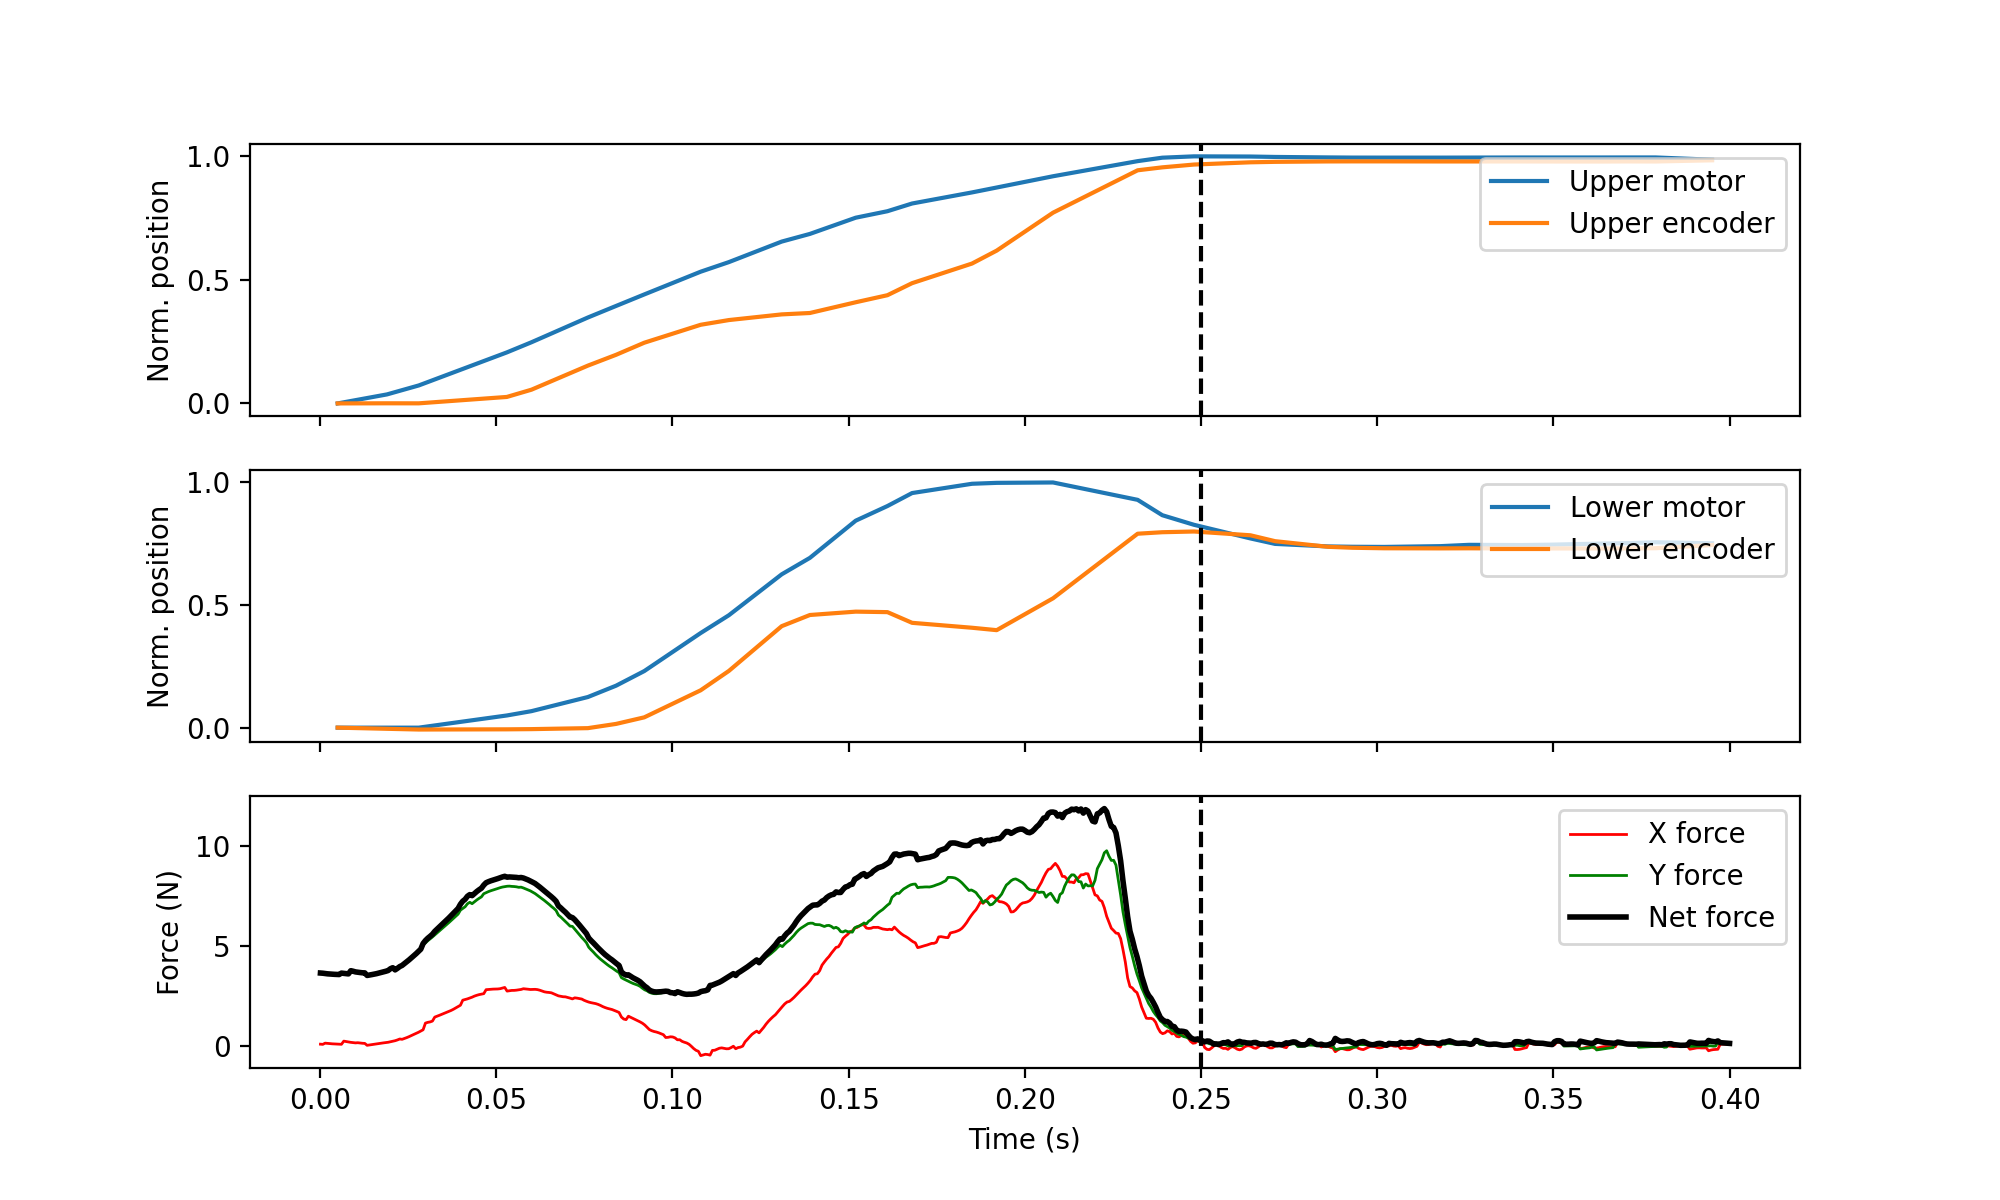 1.0
0.5
0.0
Norm. position
Upper motor
Upper encoder
1.0
0.5
0.0
Norm. position
Lower motor
Lower encoder
10
5
0
Force (N)
X force
Y force
Net force
0.00 0.05 0.10 0.15 0.20 0.25 0.30 0.35 0.40
Time (s)